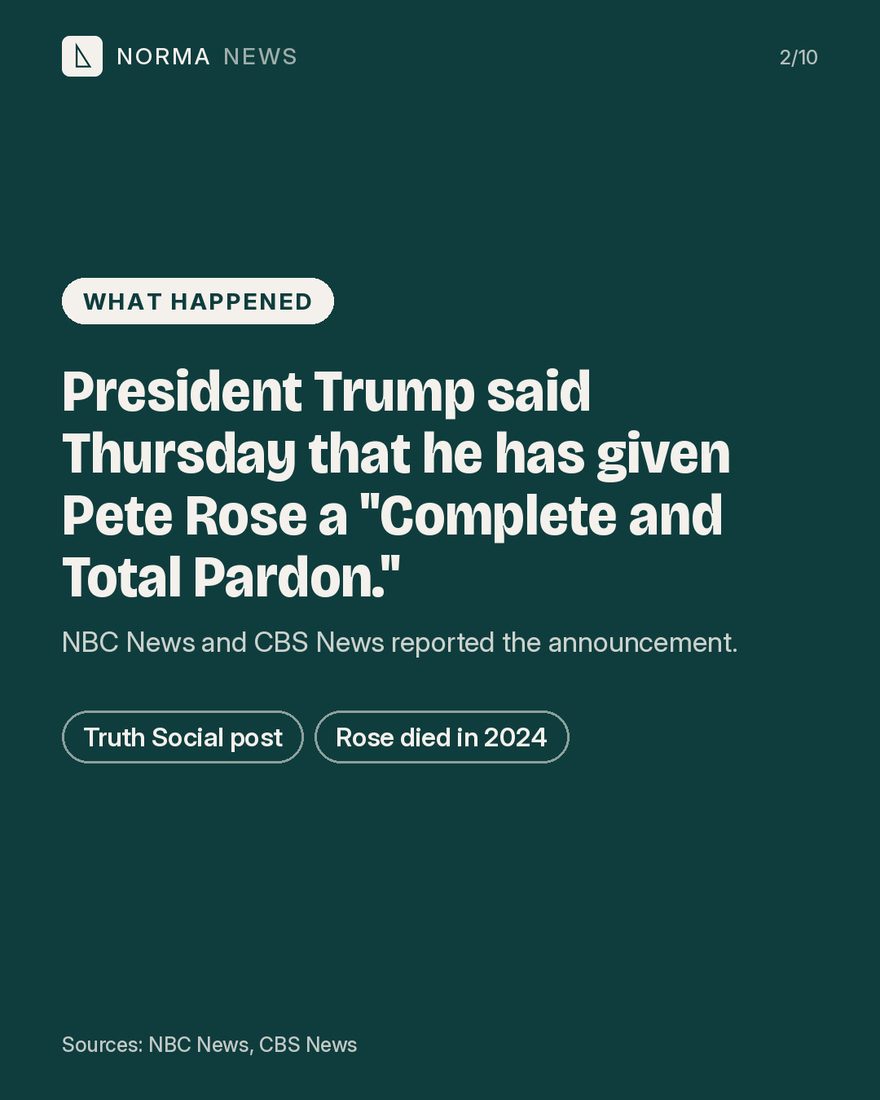 NORMA NEWS
2/10
WHAT HAPPENED
President Trump said
Thursday that he has given
Pete Rose a "Complete and
Total Pardon."
NBC News and CBS News reported the announcement.
Truth Social post
Rose died in 2024
Sources: NBC News, CBS News